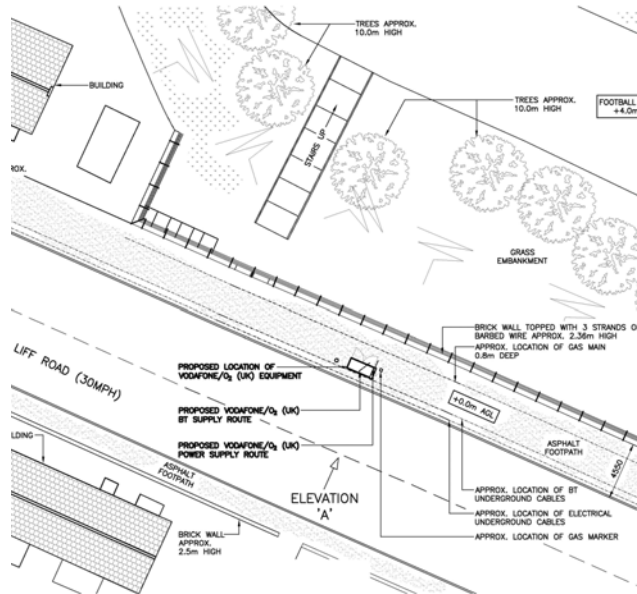 TREES APPROX.
10.0m HIGH
BUILDING
STAIRS UP
TREES APPROX.
10.0m HIGH
FOOTBALL
+4.0m
GRASS
EMBANKMENT
BRICK WALL TOPPED WITH 3 STRANDS O
BARBED WIRE APPROX. 2.36m HIGH
APPROX. LOCATION OF GAS MAIN
0.8m DEEP
LIFF ROAD (30MPH)
PROPOSED LOCATION OF
VODAFONE/O₂ (UK) EQUIPMENT
PROPOSED VODAFONE/O₂ (UK)
BT SUPPLY ROUTE
PROPOSED VODAFONE/O₂ (UK)
POWER SUPPLY ROUTE
+0.0m AGL
ASPHALT
FOOTPATH
4550
ELEVATION
'A'
APPROX. LOCATION OF BT
UNDERGROUND CABLES
APPROX. LOCATION OF ELECTRICAL
UNDERGROUND CABLES
APPROX. LOCATION OF GAS MARKER
ILDING
ASPHALT
FOOTPATH
BRICK WALL
APPROX.
2.5m HIGH